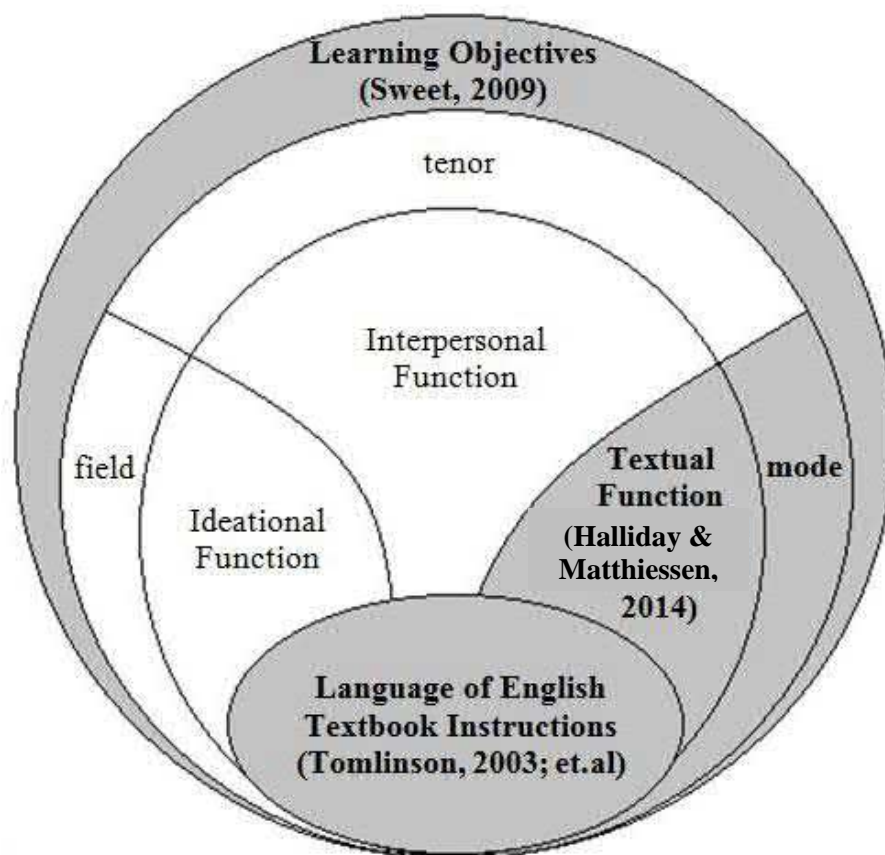 Learning Objectives
(Sweet, 2009)
tenor
Interpersonal
Function
field
Ideational
Function
Textual
Function
(Halliday &
Matthiessen,
2014)
mode
Language of English
Textbook Instructions
(Tomlinson, 2003; et.al)